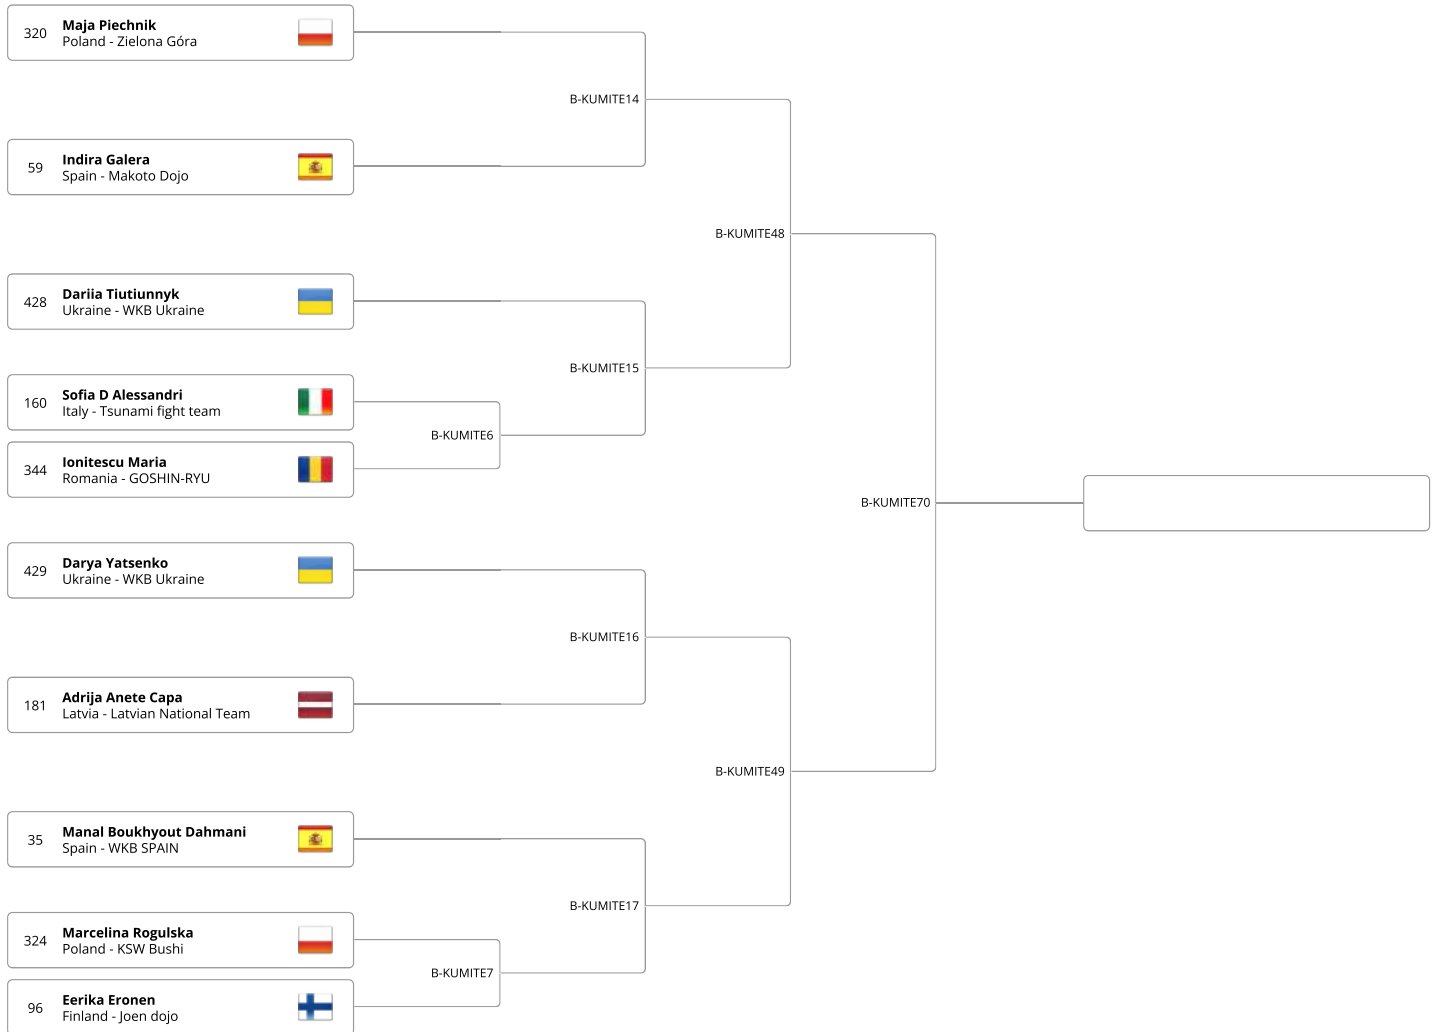 320
Maja Piechnik
Poland - Zielona Góra
B-KUMITE14
59
Indira Galera
Spain - Makoto Dojo
B-KUMITE48
428
Dariia Tiutiunnyk
Ukraine - WKB Ukraine
B-KUMITE15
160
Sofia D Alessandri
Italy - Tsunami fight team
B-KUMITE6
344
Ionitescu Maria
Romania - GOSHIN-RYU
B-KUMITE70
429
Darya Yatsenko
Ukraine - WKB Ukraine
B-KUMITE16
181
Adrija Anete Capa
Latvia - Latvian National Team
B-KUMITE49
35
Manal Boukhyout Dahmani
Spain - WKB SPAIN
B-KUMITE17
324
Marcelina Rogulska
Poland - KSW Bushi
B-KUMITE7
96
Eerika Eronen
Finland - Joen dojo